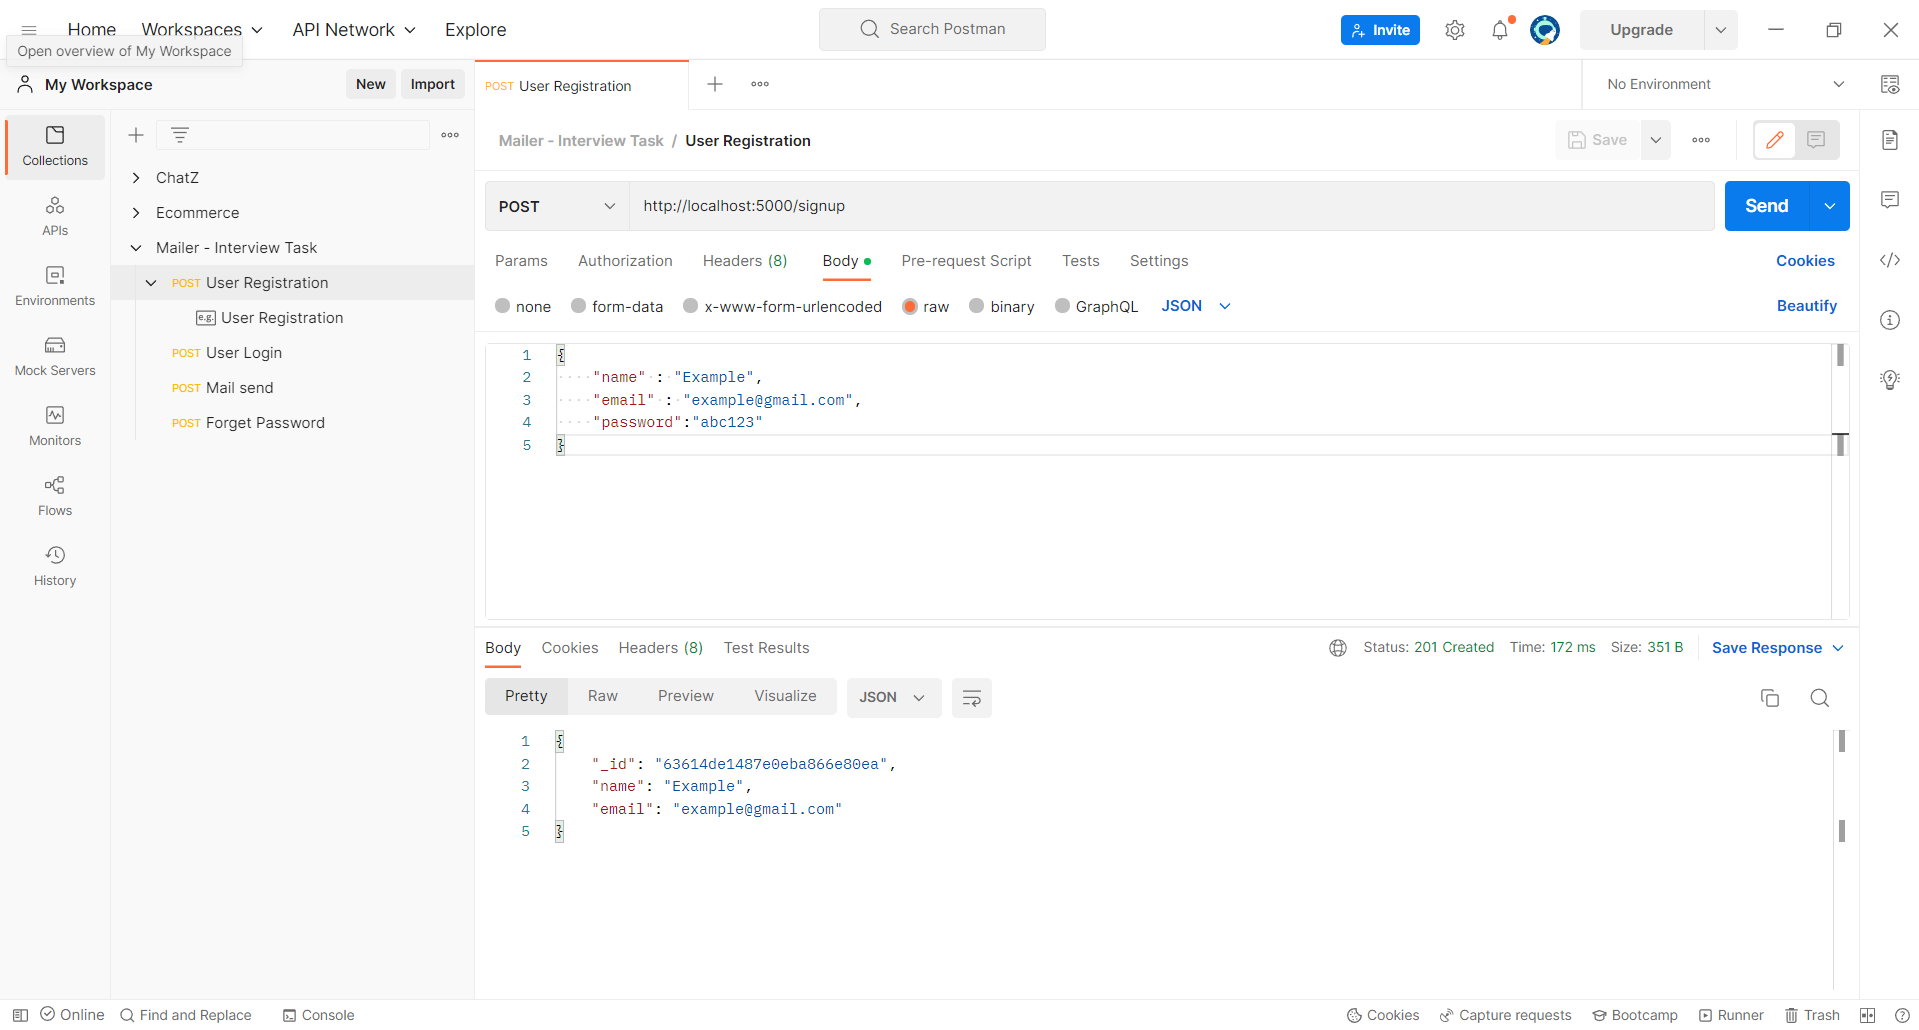 Home Workspaces API Network Explore Search Postman Invite Upgrade
Open overview of My Workspace
My Workspace New Import POST User Registration No Environment
Mailer - Interview Task / User Registration Save
Collections
ChatZ
Ecommerce
Mailer - Interview Task
POST User Registration
e.g. User Registration
POST User Login
POST Mail send
POST Forget Password
APIs
Environments
Mock Servers
Monitors
Flows
History
POST http://localhost:5000/signup Send
Params Authorization Headers (8) Body Pre-request Script Tests Settings Cookies
none form-data x-www-form-urlencoded raw binary GraphQL JSON Beautify
1 {
2 ····"name"·:·"Example",
3 ····"email"·:·"example@gmail.com",
4 ····"password":"abc123"
5 }
Body Cookies Headers (8) Test Results Status: 201 Created Time: 172 ms Size: 351 B Save Response
Pretty Raw Preview Visualize JSON
1 {
2 "_id": "63614de1487e0eba866e80ea",
3 "name": "Example",
4 "email": "example@gmail.com"
5 }
Online Find and Replace Console Cookies Capture requests Bootcamp Runner Trash